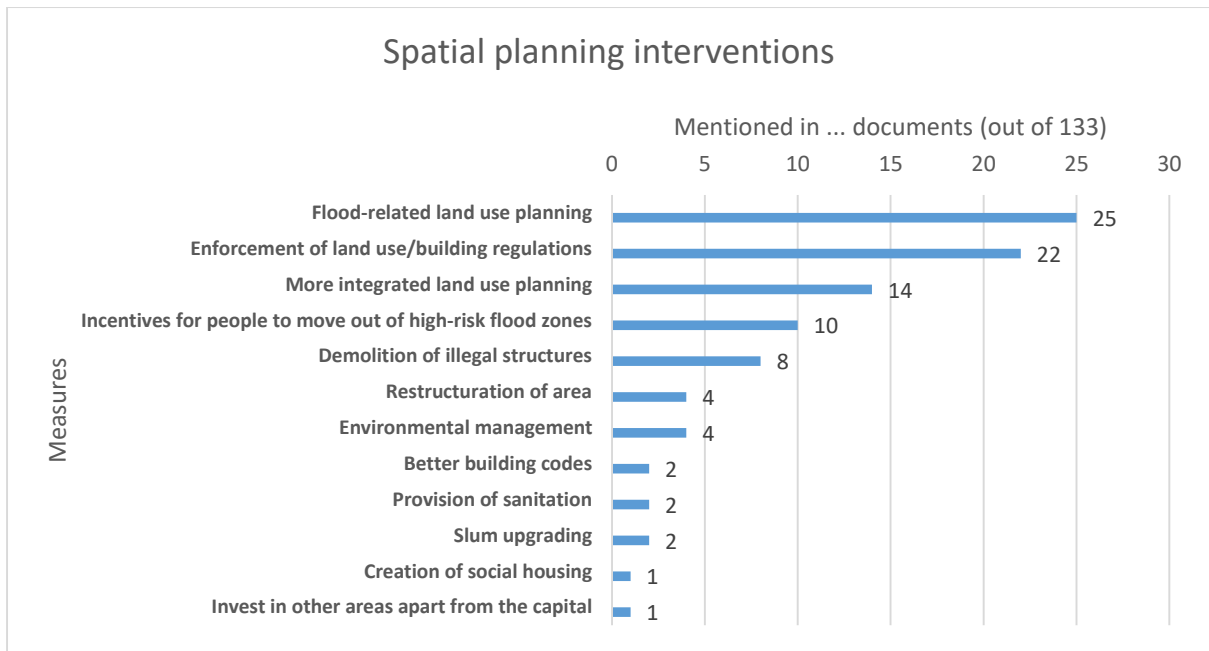 Spatial planning interventions
Mentioned in ... documents (out of 133)
0 5 10 15 20 25 30
Flood-related land use planning 25
Enforcement of land use/building regulations 22
More integrated land use planning 14
Incentives for people to move out of high-risk flood zones 10
Demolition of illegal structures 8
Restructuration of area 4
Environmental management 4
Better building codes 2
Provision of sanitation 2
Slum upgrading 2
Creation of social housing 1
Invest in other areas apart from the capital 1
Measures